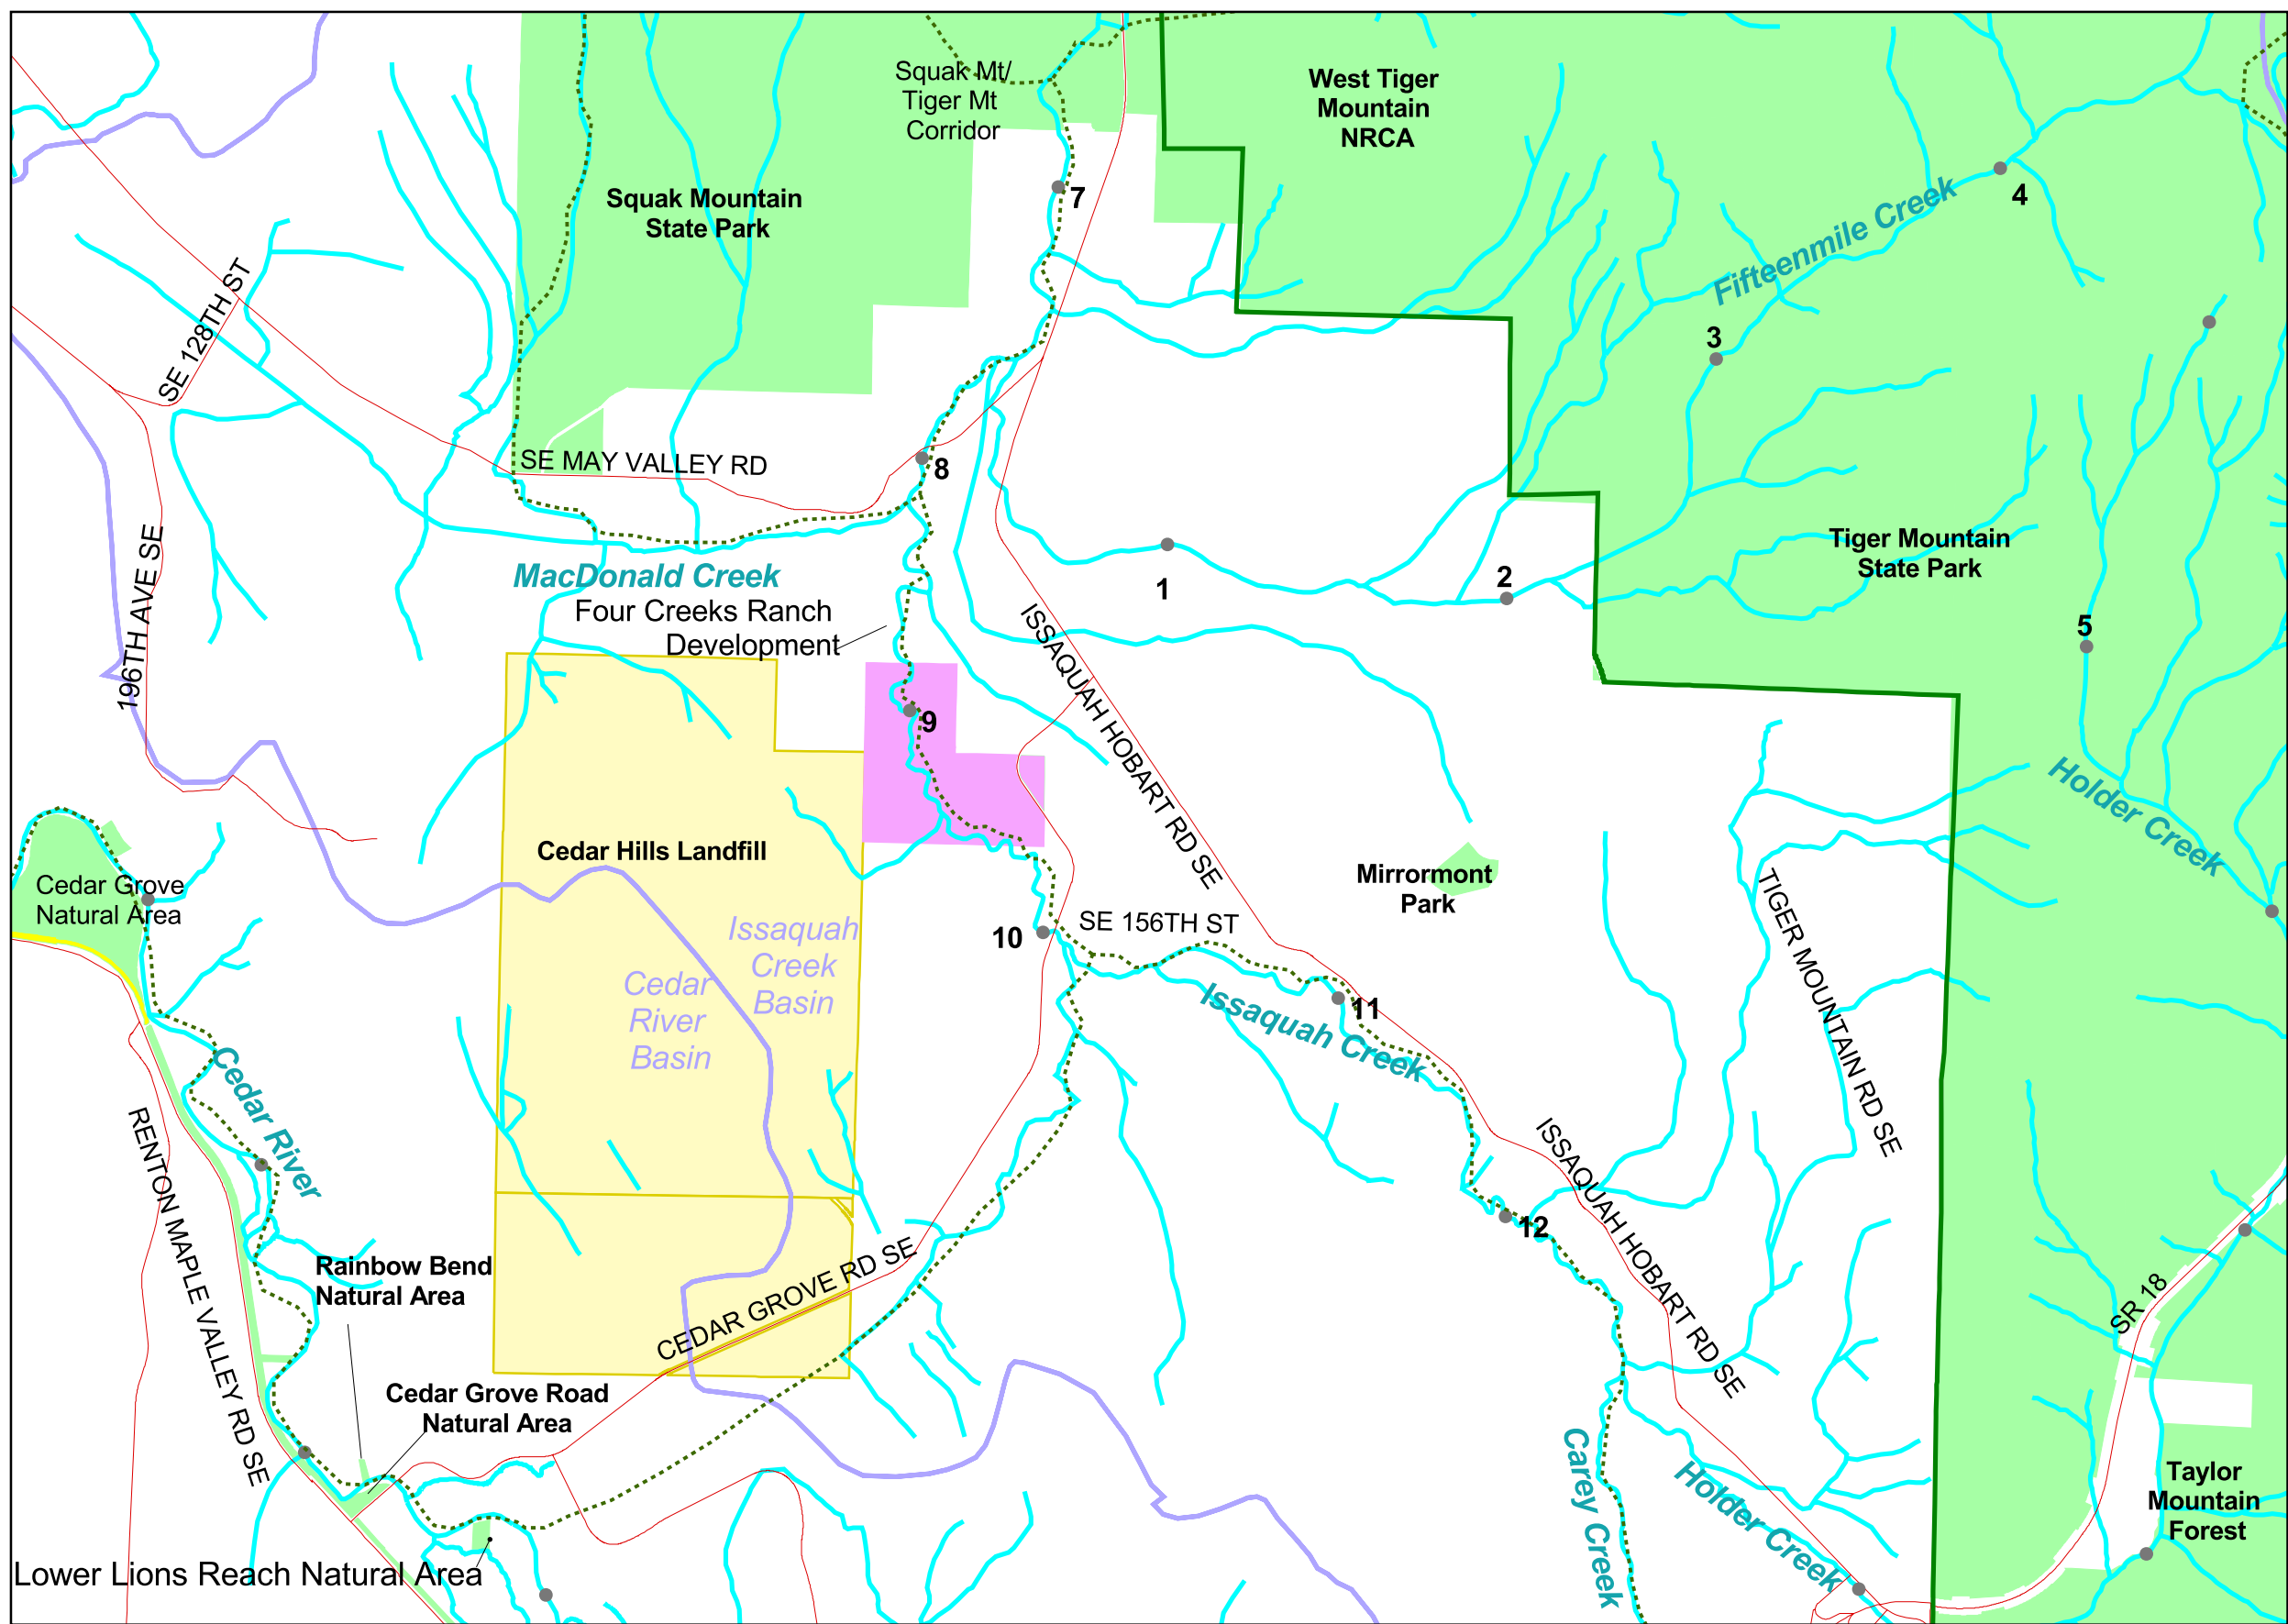 Squak Mt/
Tiger Mt
Corridor
West Tiger
Mountain
NRCA
Squak Mountain
State Park
7
4
Fifteenmile Creek
3
SE 128TH ST
SE MAY VALLEY RD
8
Tiger Mountain
State Park
MacDonald Creek
1
2
Four Creeks Ranch
Development
196TH AVE SE
ISSAQUAH HOBART RD SE
5
9
Holder Creek
Cedar Hills Landfill
Mirrormont
Park
Cedar Grove
Natural Area
Issaquah
Creek
Basin
Cedar
River
Basin
10
SE 156TH ST
TIGER MOUNTAIN RD SE
11
Issaquah Creek
Cedar River
RENTON MAPLE VALLEY RD SE
ISSAQUAH HOBART RD SE
12
Rainbow Bend
Natural Area
CEDAR GROVE RD SE
SR 18
Cedar Grove Road
Natural Area
Carey Creek
Holder Creek
Taylor
Mountain
Forest
Lower Lions Reach Natural Area